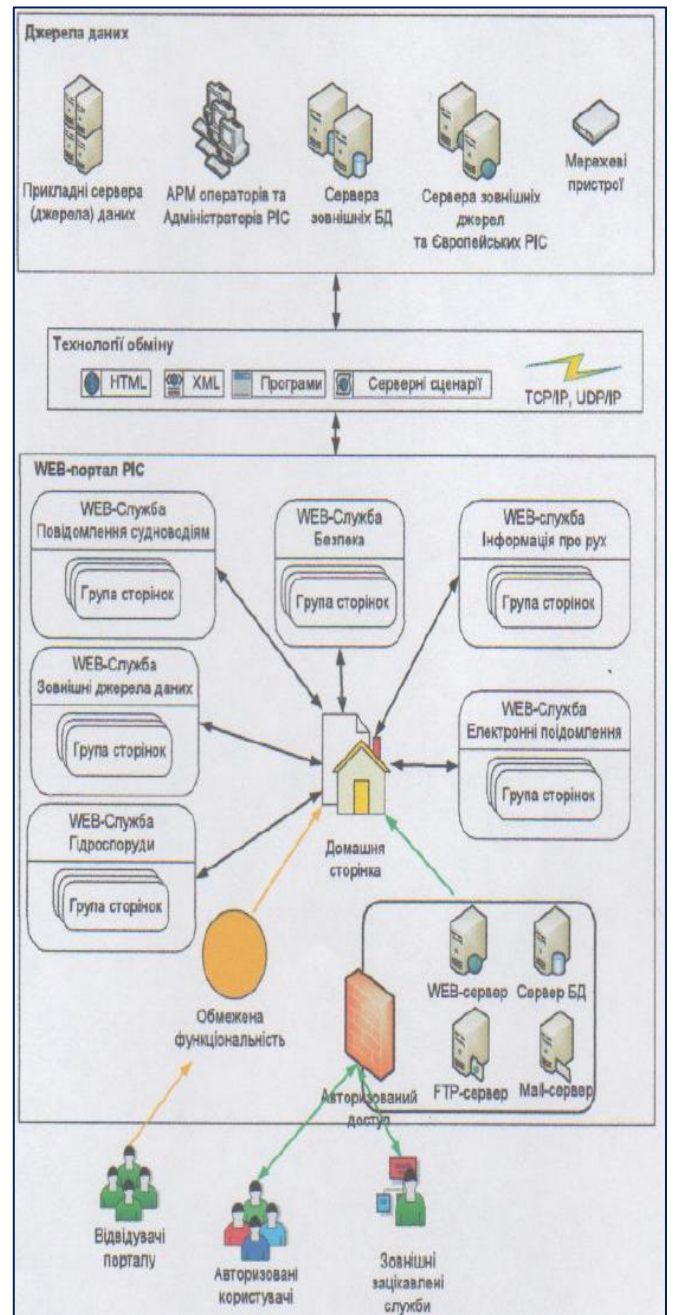 Джерела даних
Прикладні сервера
(джерела) даних
АРМ операторів та
Адміністраторів РІС
Сервера
зовнішніх БД
Сервера зовнішніх
джерел
та Європейських РІС
Мережеві
пристрої
Технології обміну
HTML
XML
Програми
Серверні сценарії
TCP/IP, UDP/IP
WEB-портал РІС
WEB-Служба
Повідомлення судноводіям
Група сторінок
WEB-Служба
Безпека
Група сторінок
WEB-служба
Інформація про рух
Група сторінок
WEB-Служба
Зовнішні джерела даних
Група сторінок
WEB-Служба
Електронні поідомлення
Група сторінок
WEB-Служба
Гідроспоруди
Група сторінок
Домашня
сторінка
Обмежена
функціональність
WEB-сервер
Сервер БД
FTP-сервер
Mail-сервер
Авторизований
доступ
Відвідувачі
порталу
Авторизовані
користувачі
Зовнішні
зацікавлені
служби